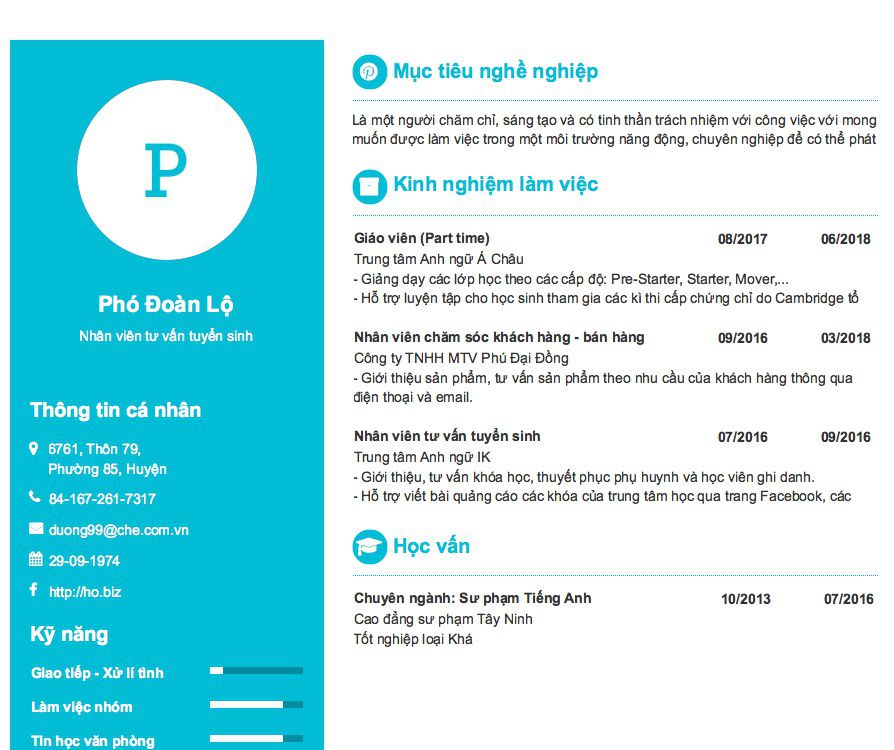 P
Phó Đoàn Lộ
Nhân viên tư vấn tuyển sinh
Thông tin cá nhân
6761, Thôn 79,
Phường 85, Huyện
84-167-261-7317
duong99@che.com.vn
29-09-1974
http://ho.biz
Kỹ năng
Giao tiếp - Xử lí tình
Làm việc nhóm
Tin học văn phòng
Mục tiêu nghề nghiệp
Là một người chăm chỉ, sáng tạo và có tinh thần trách nhiệm với công việc với mong
muốn được làm việc trong một môi trường năng động, chuyên nghiệp để có thể phát
Kinh nghiệm làm việc
Giáo viên (Part time) 08/2017 06/2018
Trung tâm Anh ngữ Á Châu
- Giảng dạy các lớp học theo các cấp độ: Pre-Starter, Starter, Mover,...
- Hỗ trợ luyện tập cho học sinh tham gia các kì thi cấp chứng chỉ do Cambridge tổ
Nhân viên chăm sóc khách hàng - bán hàng 09/2016 03/2018
Công ty TNHH MTV Phú Đại Đồng
- Giới thiệu sản phẩm, tư vấn sản phẩm theo nhu cầu của khách hàng thông qua
điện thoại và email.
Nhân viên tư vấn tuyển sinh 07/2016 09/2016
Trung tâm Anh ngữ IK
- Giới thiệu, tư vấn khóa học, thuyết phục phụ huynh và học viên ghi danh.
- Hỗ trợ viết bài quảng cáo các khóa của trung tâm học qua trang Facebook, các
Học vấn
Chuyên ngành: Sư phạm Tiếng Anh 10/2013 07/2016
Cao đẳng sư phạm Tây Ninh
Tốt nghiệp loại Khá